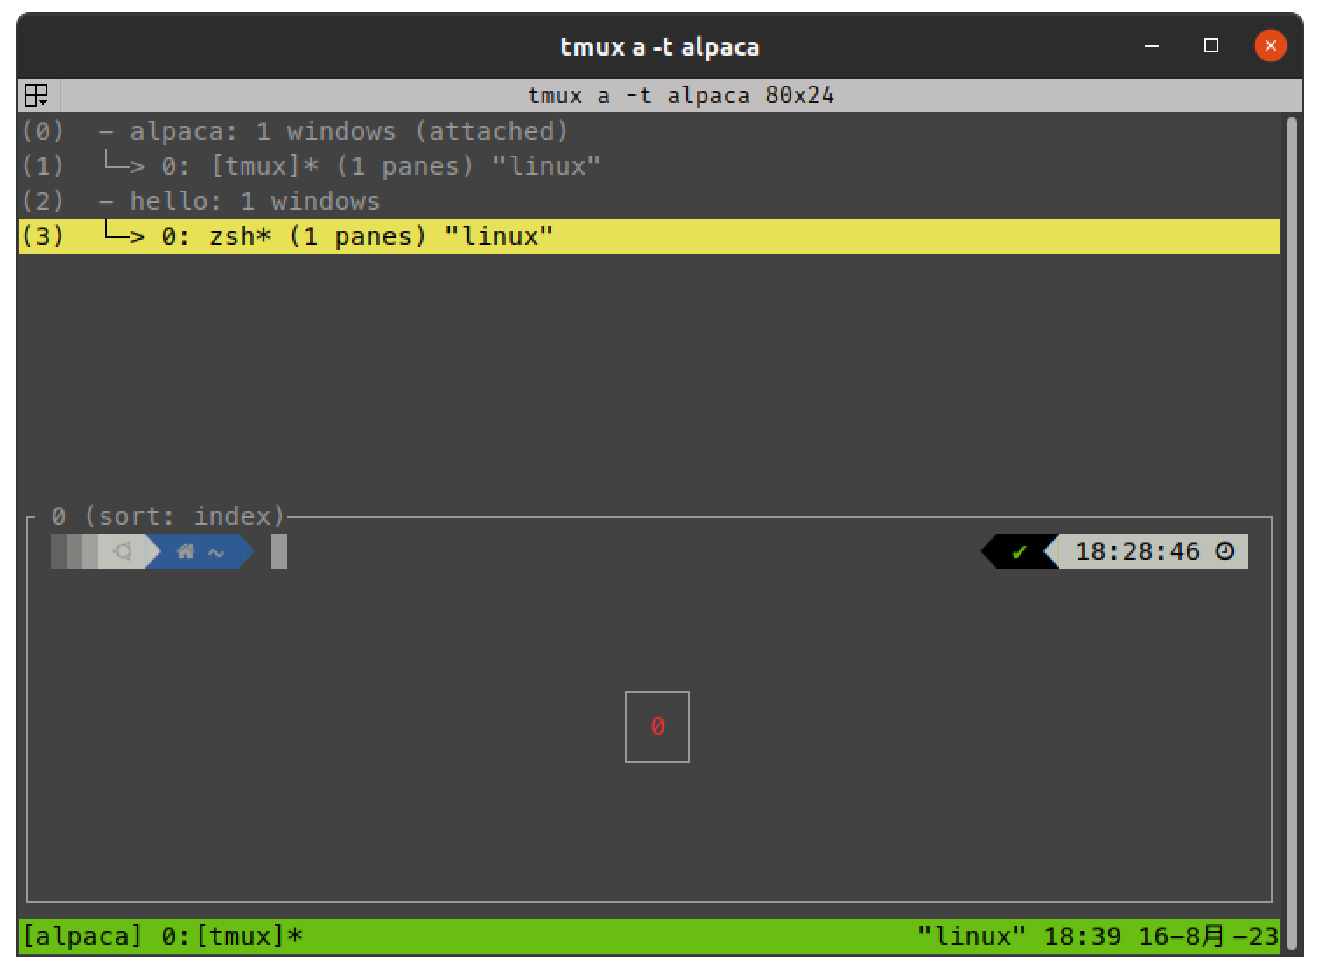 tmux a -t alpaca
tmux a -t alpaca 80x24
(0)  - alpaca: 1 windows (attached)
(1)  └─> 0: [tmux]* (1 panes) "linux"
(2)  - hello: 1 windows
(3)  └─> 0: zsh* (1 panes) "linux"
0 (sort: index)
~ ✔ 18:28:46
0
[alpaca] 0:[tmux]* "linux" 18:39 16-8月-23